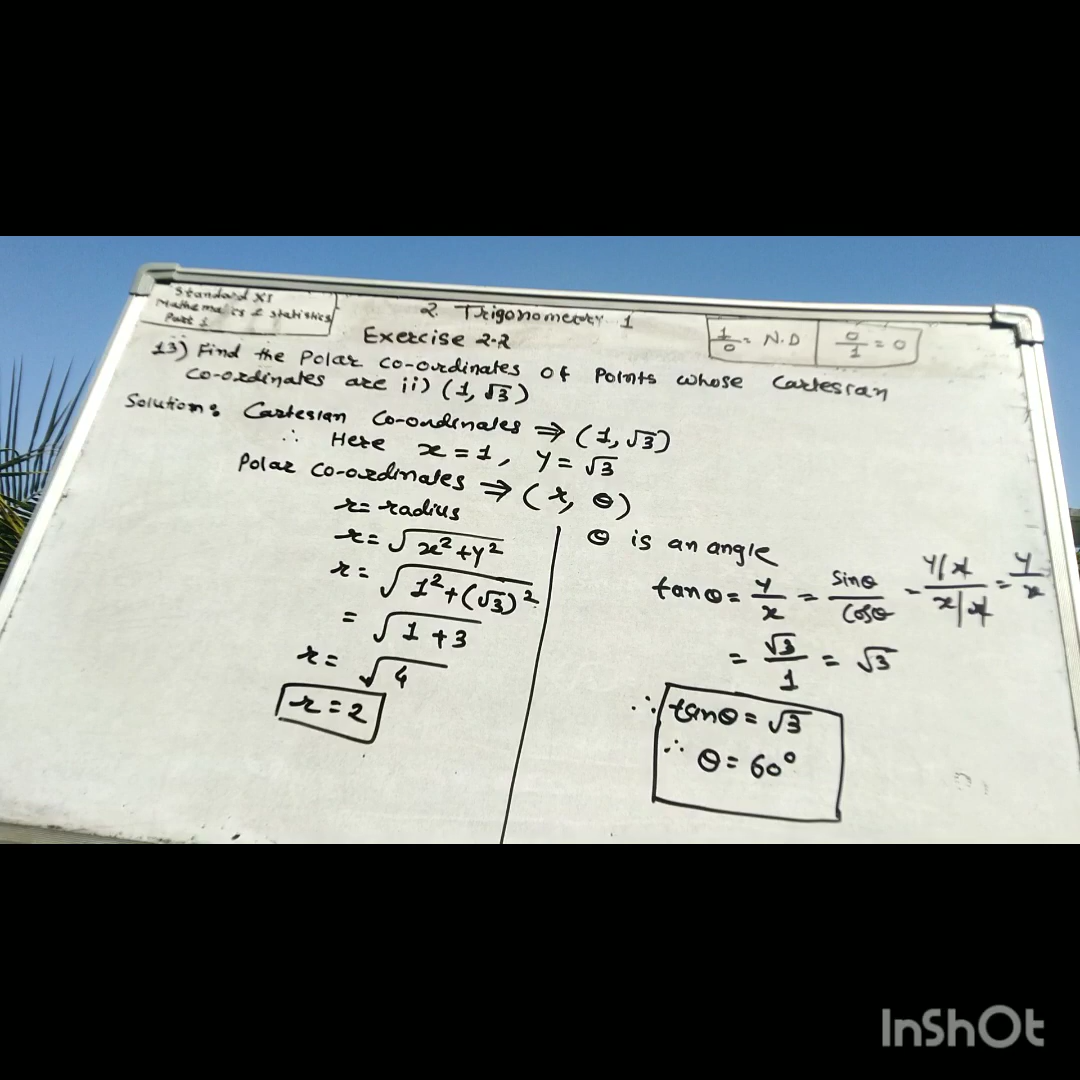 Standard XI
Mathematics & statistics
Part 1
2. Trigonometry 1
Exercise 2.2
1/0 = N.D
0/1 = 0
13) Find the Polar co-ordinates of Points whose Cartesian
co-ordinates are ii) (1, √3)
Solution: Cartesian Co-ordinates ⇒ (1, √3)
∴ Here x = 1, y = √3
Polar co-ordinates ⇒ (r, θ)
r = radius
r = √x² + y²
r = √1² + (√3)²
= √1 + 3
r = √4
r = 2
θ is an angle
tanθ = y/x = sinθ/cosθ = y/r/x/r = y/x
= √3/1 = √3
∴ tanθ = √3
∴ θ = 60°
InShOt